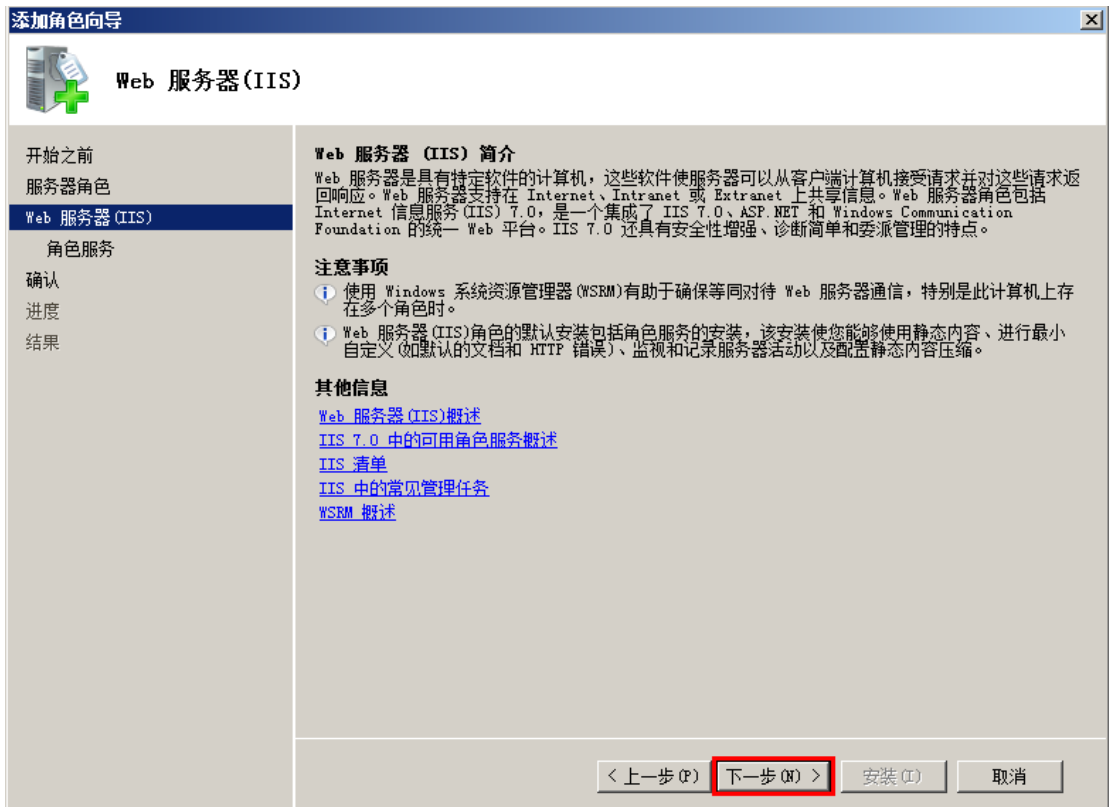 添加角色向导
Web 服务器(IIS)
开始之前
服务器角色
Web 服务器(IIS)
角色服务
确认
进度
结果
Web 服务器 (IIS) 简介
Web 服务器是具有特定软件的计算机，这些软件使服务器可以从客户端计算机接受请求并对这些请求返
回响应。Web 服务器支持在 Internet、Intranet 或 Extranet 上共享信息。Web 服务器角色包括
Internet 信息服务(IIS) 7.0，是一个集成了 IIS 7.0、ASP.NET 和 Windows Communication
Foundation 的统一 Web 平台。IIS 7.0 还具有安全性增强、诊断简单和委派管理的特点。
注意事项
使用 Windows 系统资源管理器(WSRM)有助于确保等同对待 Web 服务器通信，特别是此计算机上存
在多个角色时。
Web 服务器(IIS)角色的默认安装包括角色服务的安装，该安装使您能够使用静态内容、进行最小
自定义(如默认的文档和 HTTP 错误)、监视和记录服务器活动以及配置静态内容压缩。
其他信息
Web 服务器(IIS)概述
IIS 7.0 中的可用角色服务概述
IIS 清单
IIS 中的常见管理任务
WSRM 概述
< 上一步(P) 下一步(N) > 安装(I) 取消